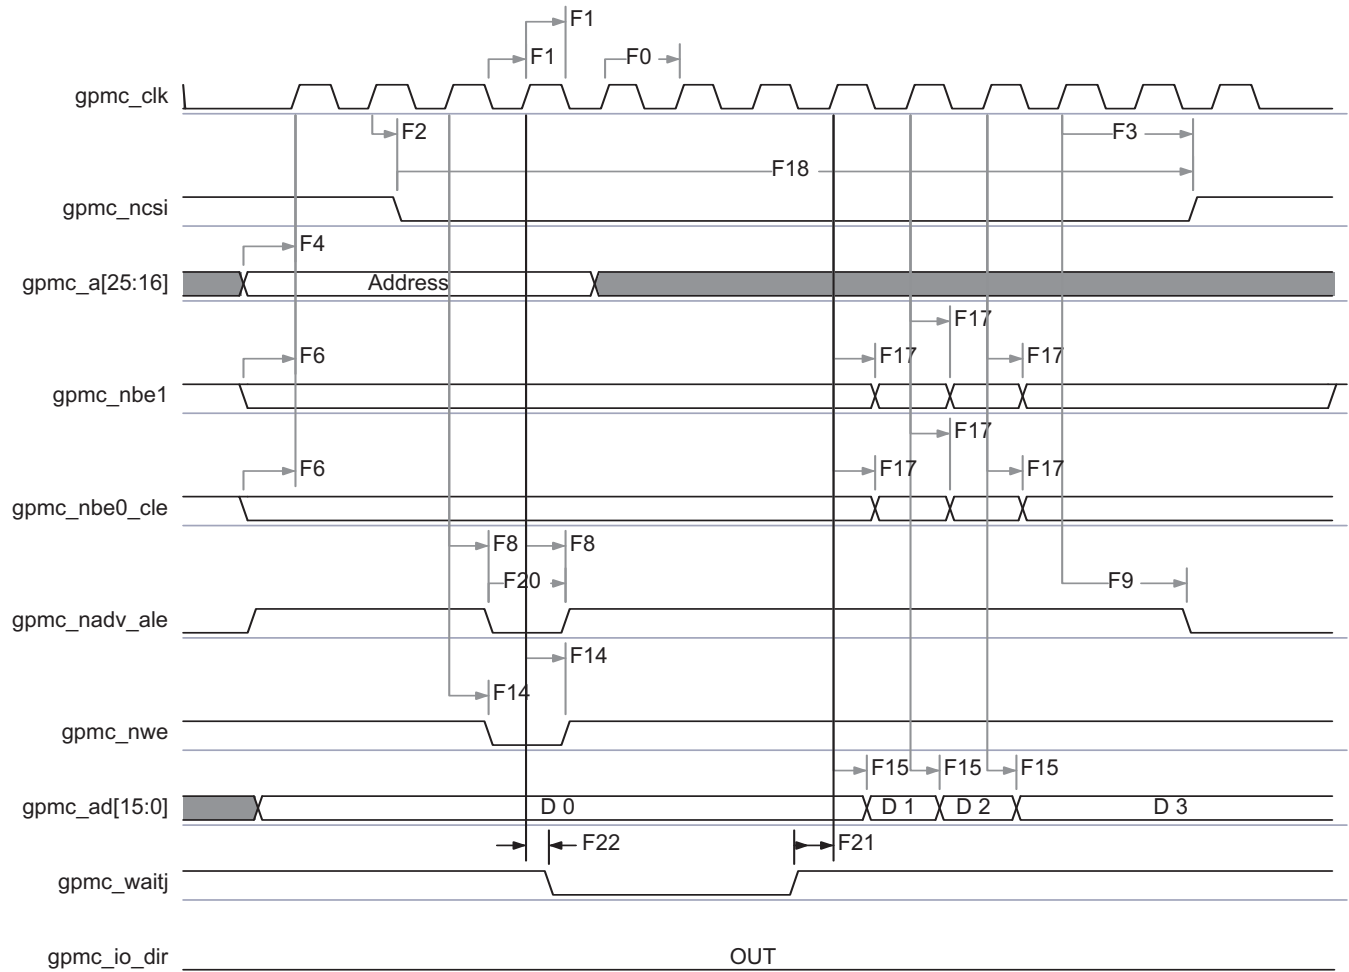 F1
F1 F0
gpmc_clk
F2 F3
F18
gpmc_ncsi
F4
gpmc_a[25:16] Address
F17
F6 F17 F17
gpmc_nbe1
F17
F6 F17 F17
gpmc_nbe0_cle
F8 F8
F20 F9
gpmc_nadv_ale
F14
F14
gpmc_nwe
F15 F15 F15
gpmc_ad[15:0] D 0 D 1 D 2 D 3
F22 F21
gpmc_waitj
gpmc_io_dir OUT